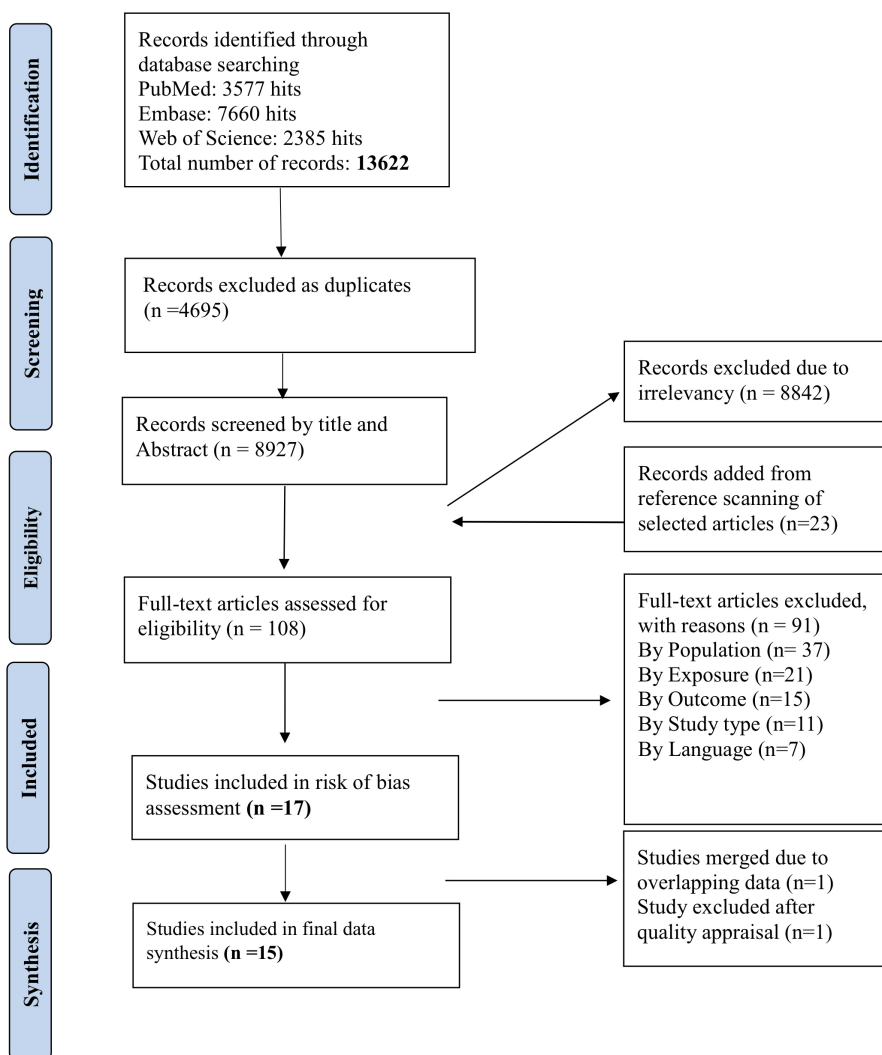 Identification
Records identified through
database searching
PubMed: 3577 hits
Embase: 7660 hits
Web of Science: 2385 hits
Total number of records: 13622
Screening
Records excluded as duplicates
(n =4695)
Records screened by title and
Abstract (n = 8927)
Records excluded due to
irrelevancy (n = 8842)
Eligibility
Records added from
reference scanning of
selected articles (n=23)
Full-text articles assessed for
eligibility (n = 108)
Full-text articles excluded,
with reasons (n = 91)
By Population (n= 37)
By Exposure (n=21)
By Outcome (n=15)
By Study type (n=11)
By Language (n=7)
Included
Studies included in risk of bias
assessment (n =17)
Studies merged due to
overlapping data (n=1)
Study excluded after
quality appraisal (n=1)
Synthesis
Studies included in final data
synthesis (n =15)